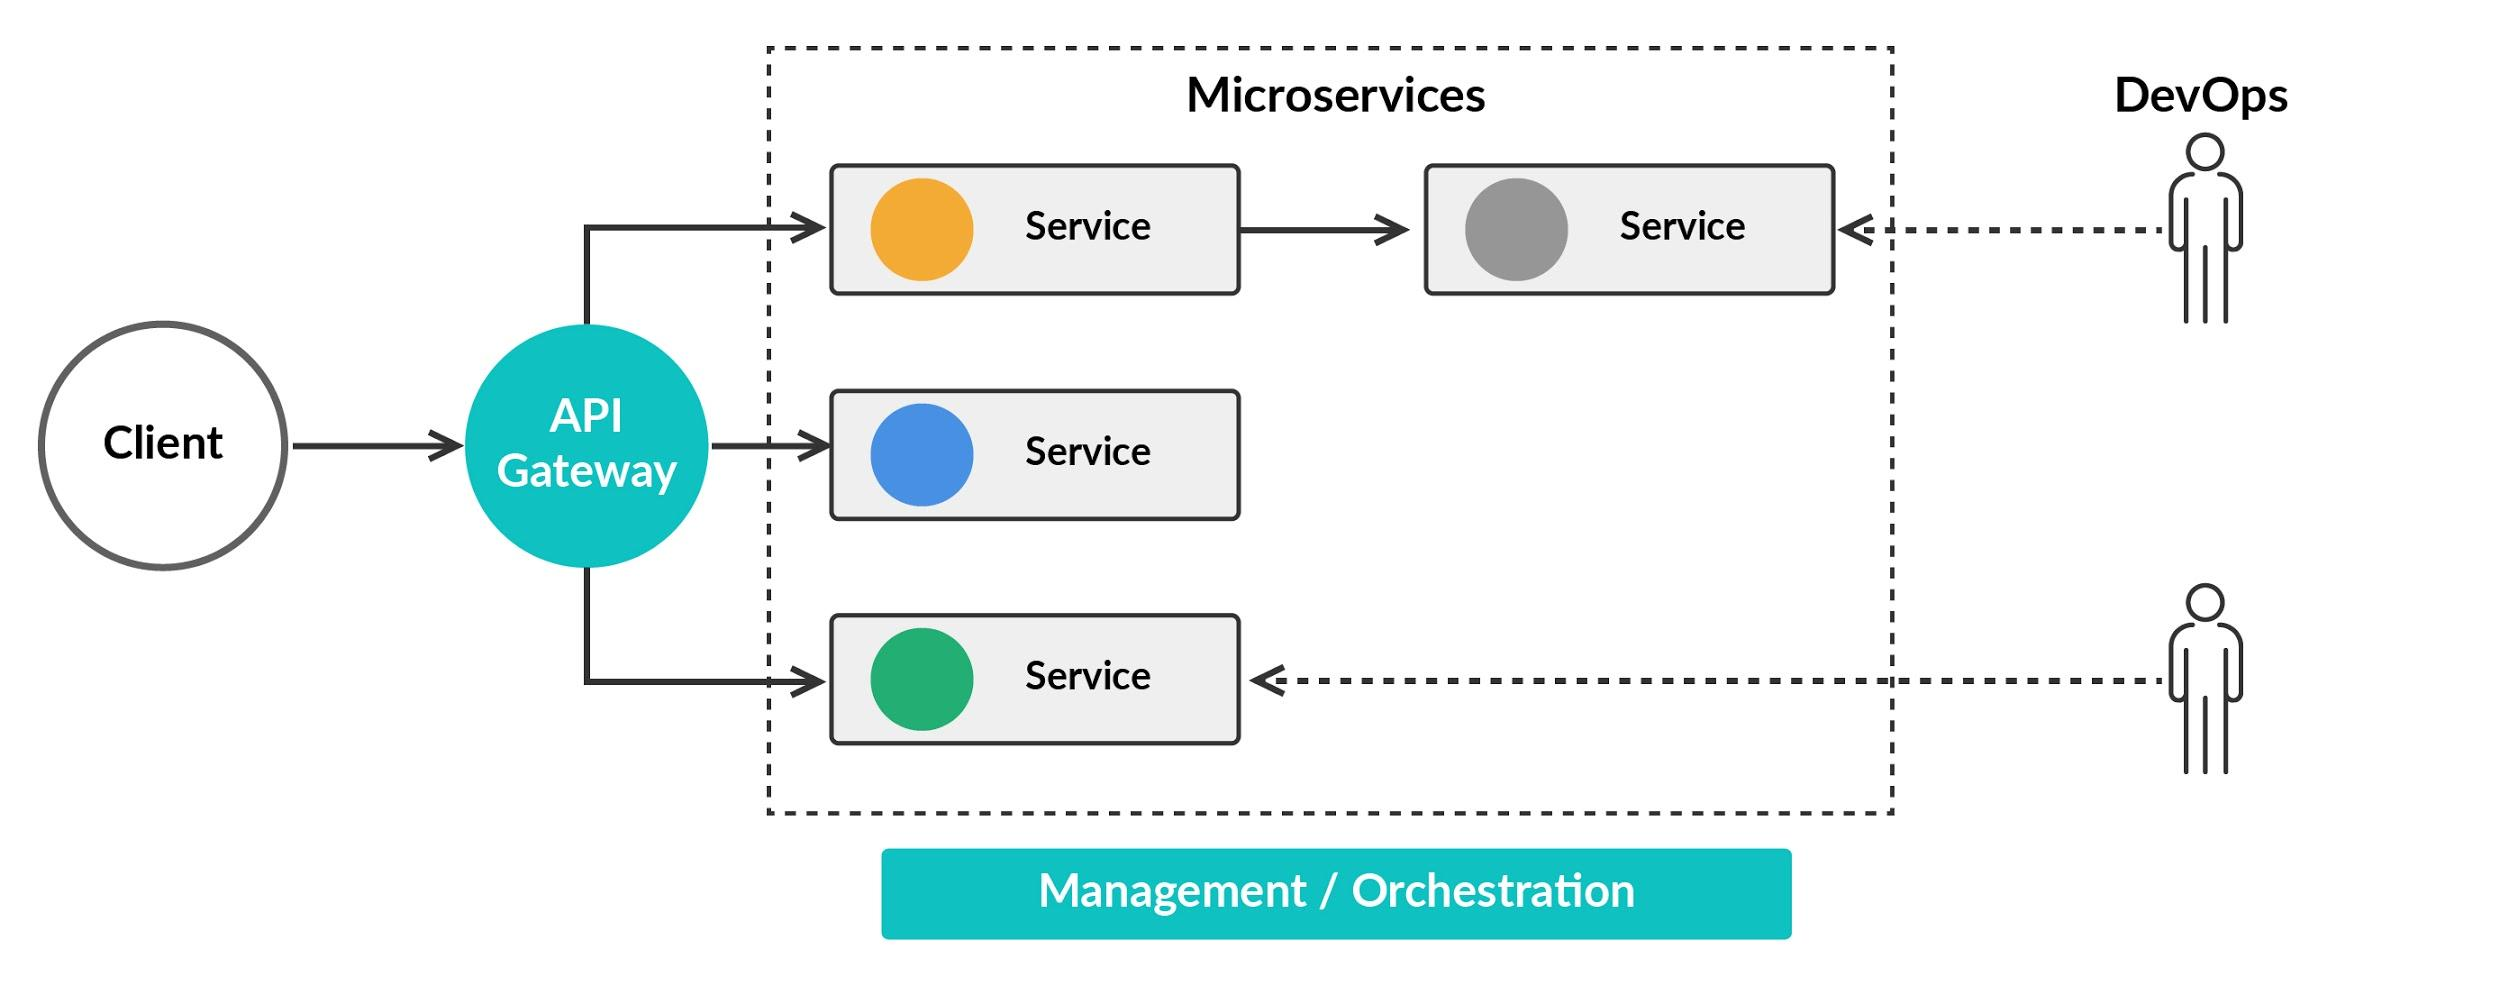 Microservices
DevOps
Service
Service
Client
API
Gateway
Service
Service
Management / Orchestration